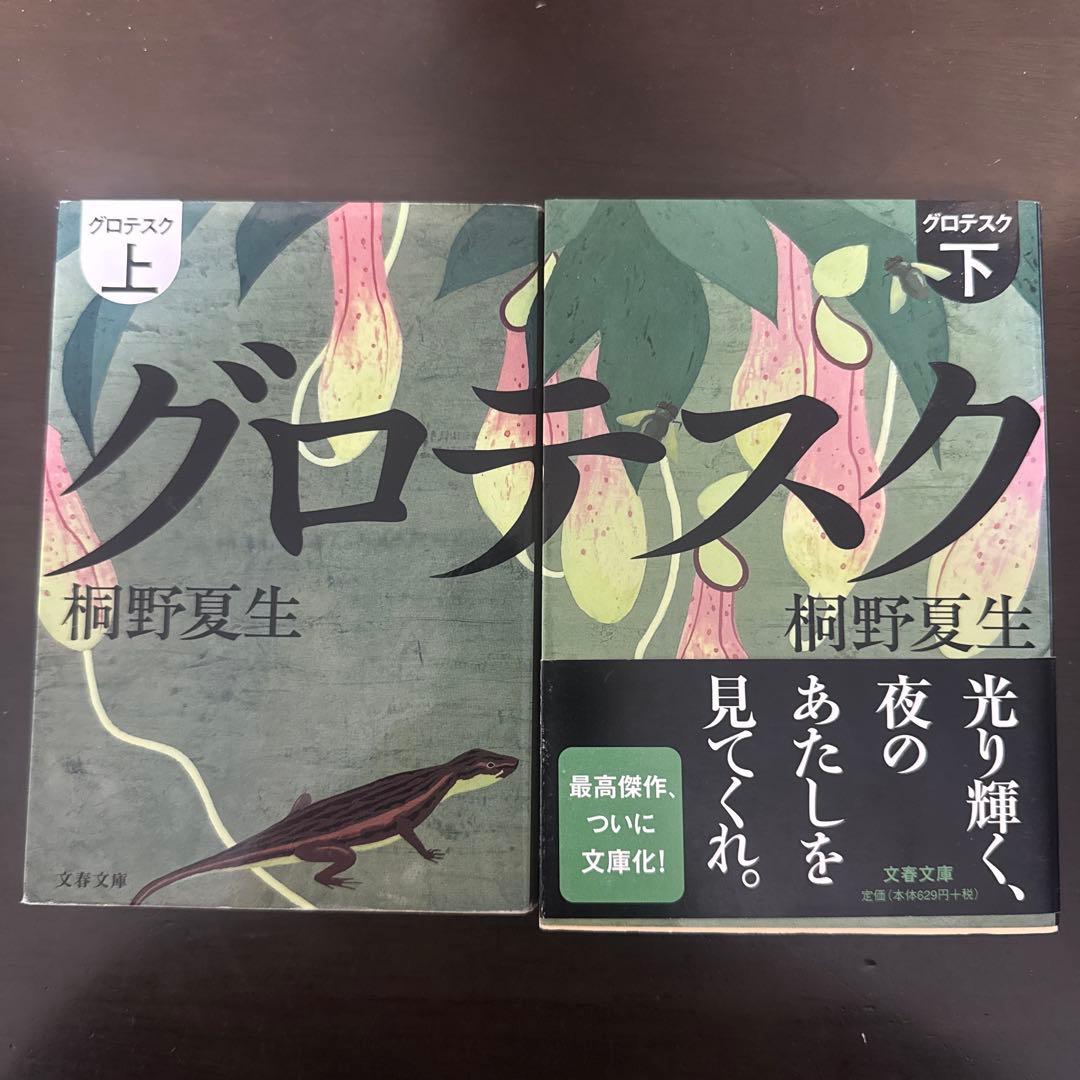 グロテスク
上
グロテスク
下
グロテスク
桐野夏生
文春文庫
桐野夏生
光り輝く、
夜の
あたしを
見てくれ。
最高傑作、
ついに
文庫化!
文春文庫
定価(本体629円+税)